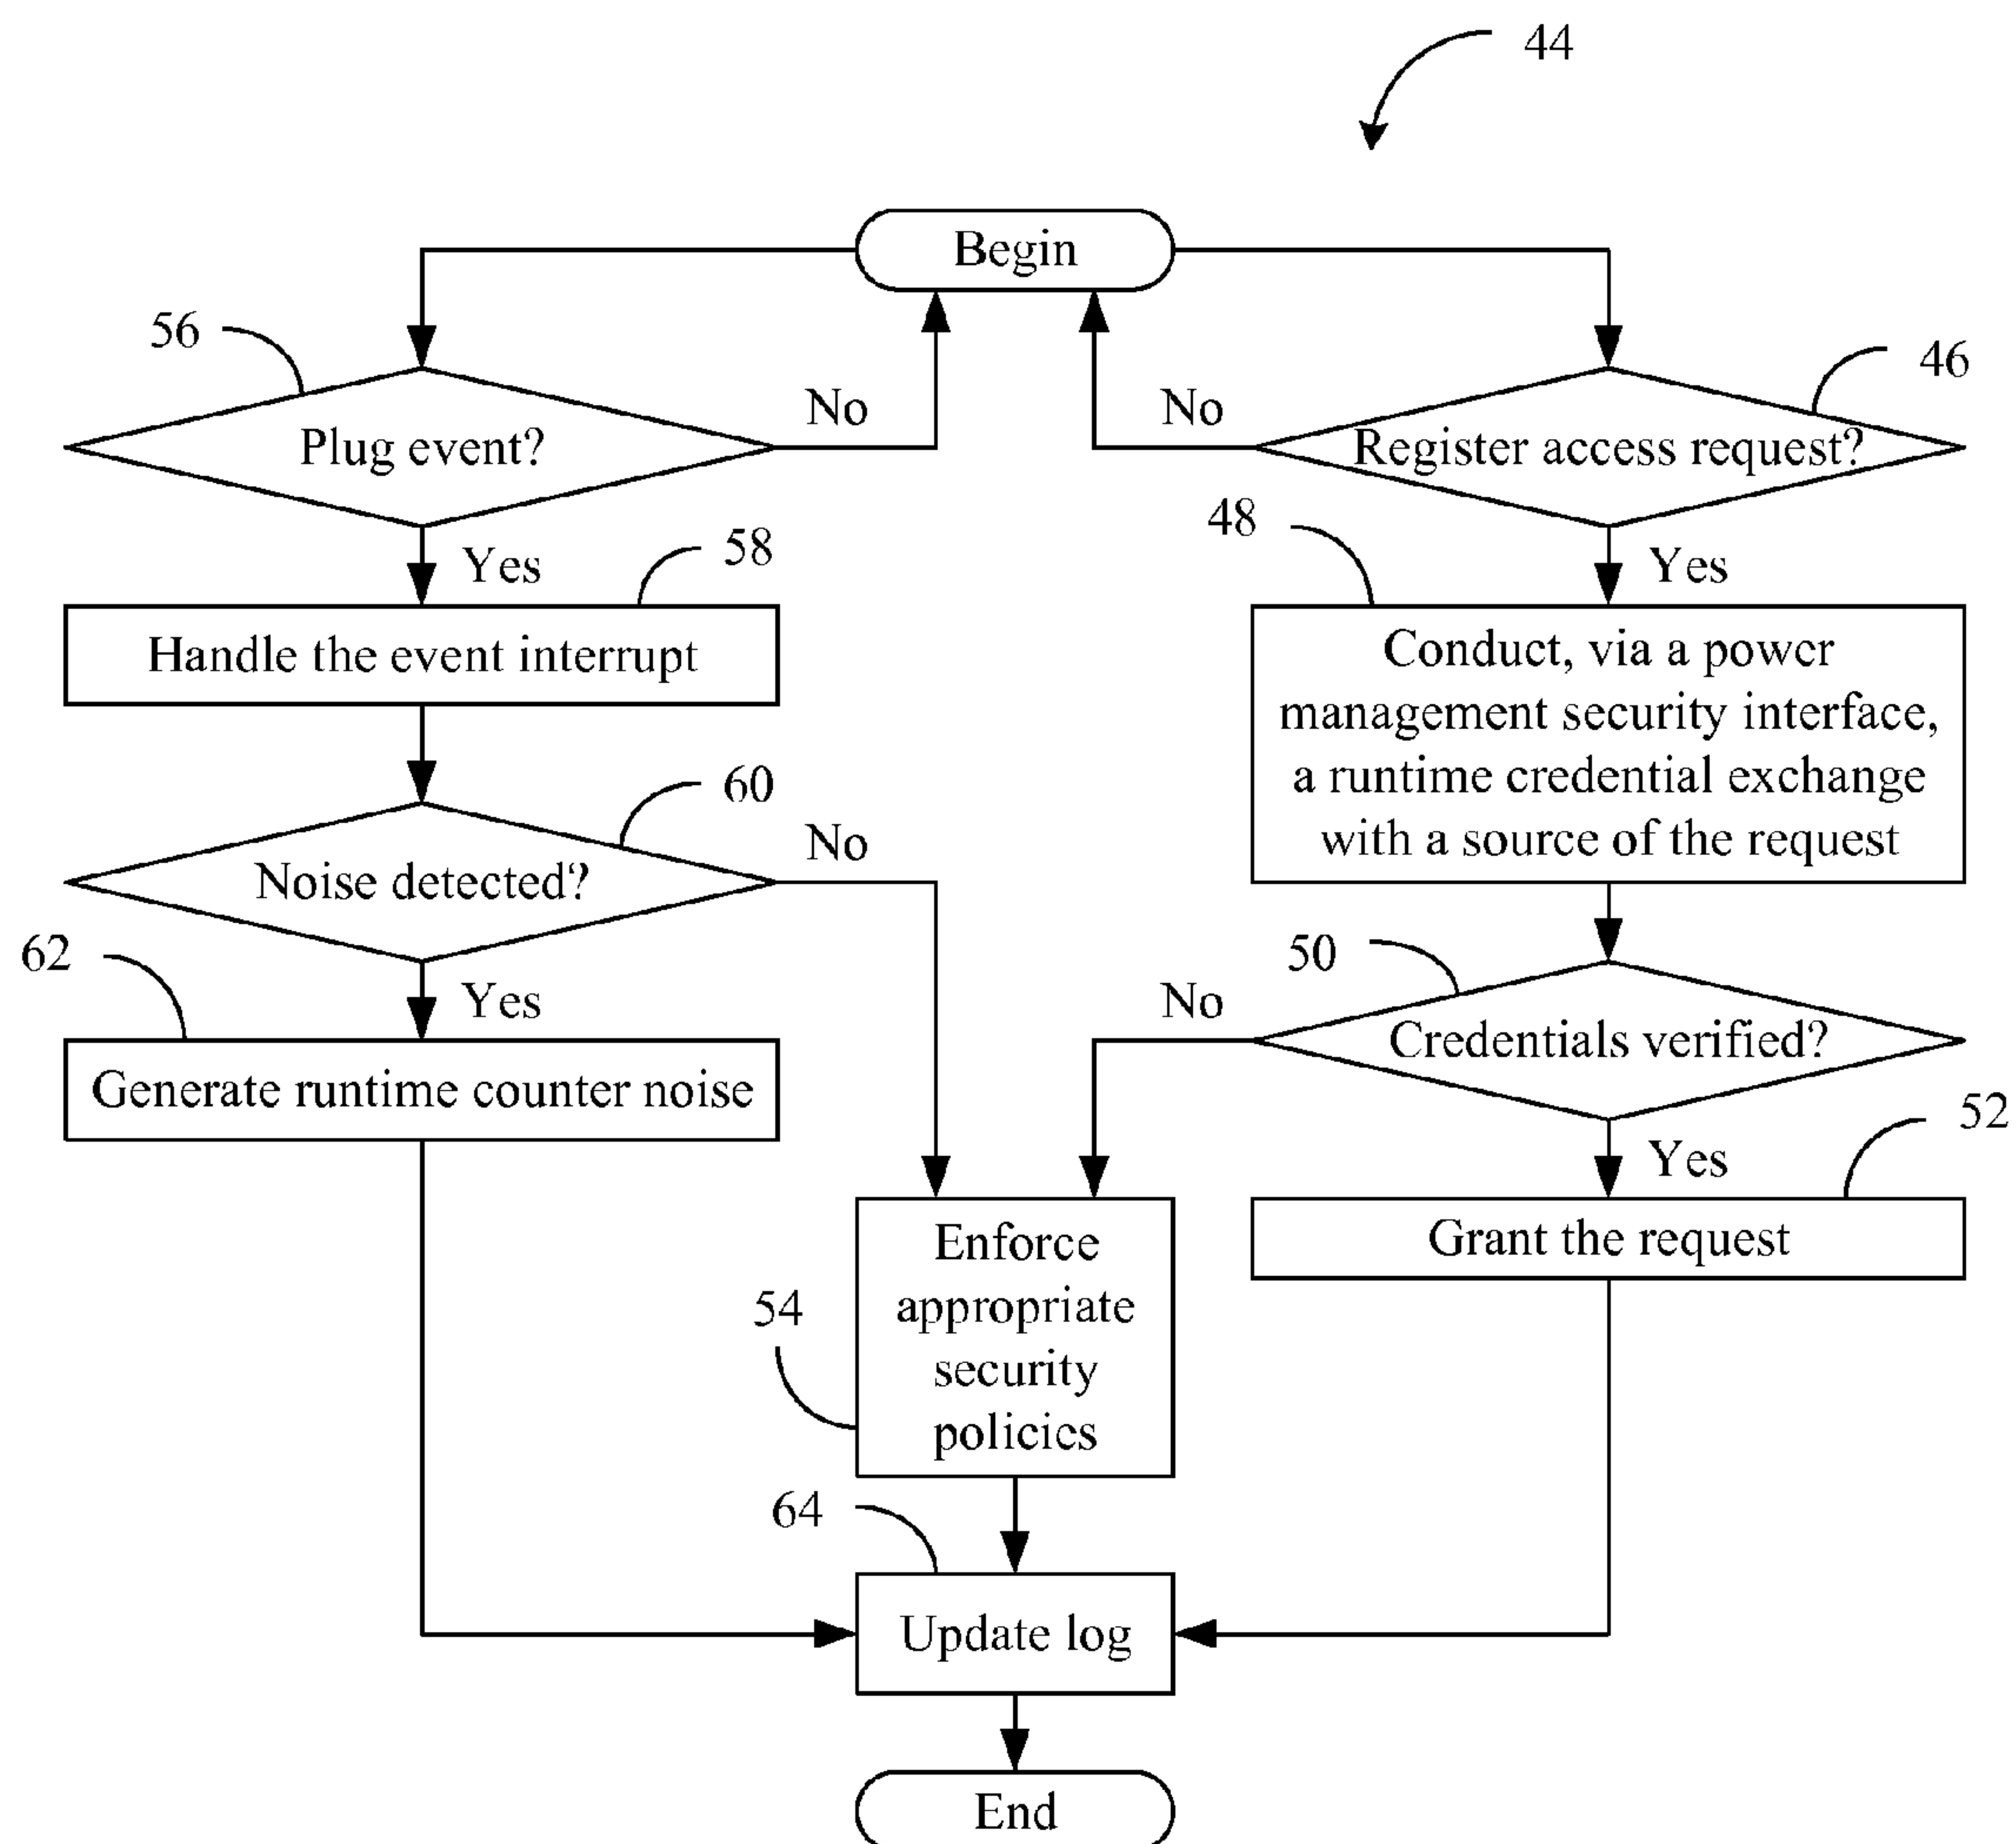 44
Begin
56
46
No
No
Plug event?
Register access request?
48
Yes
58
Yes
Handle the event interrupt
Conduct, via a power
management security interface,
a runtime credential exchange
with a source of the request
60
No
Noise detected?
62
50
Yes
No
Credentials verified?
Generate runtime counter noise
52
Yes
Enforce
appropriate
security
policies
Grant the request
54
64
Update log
End